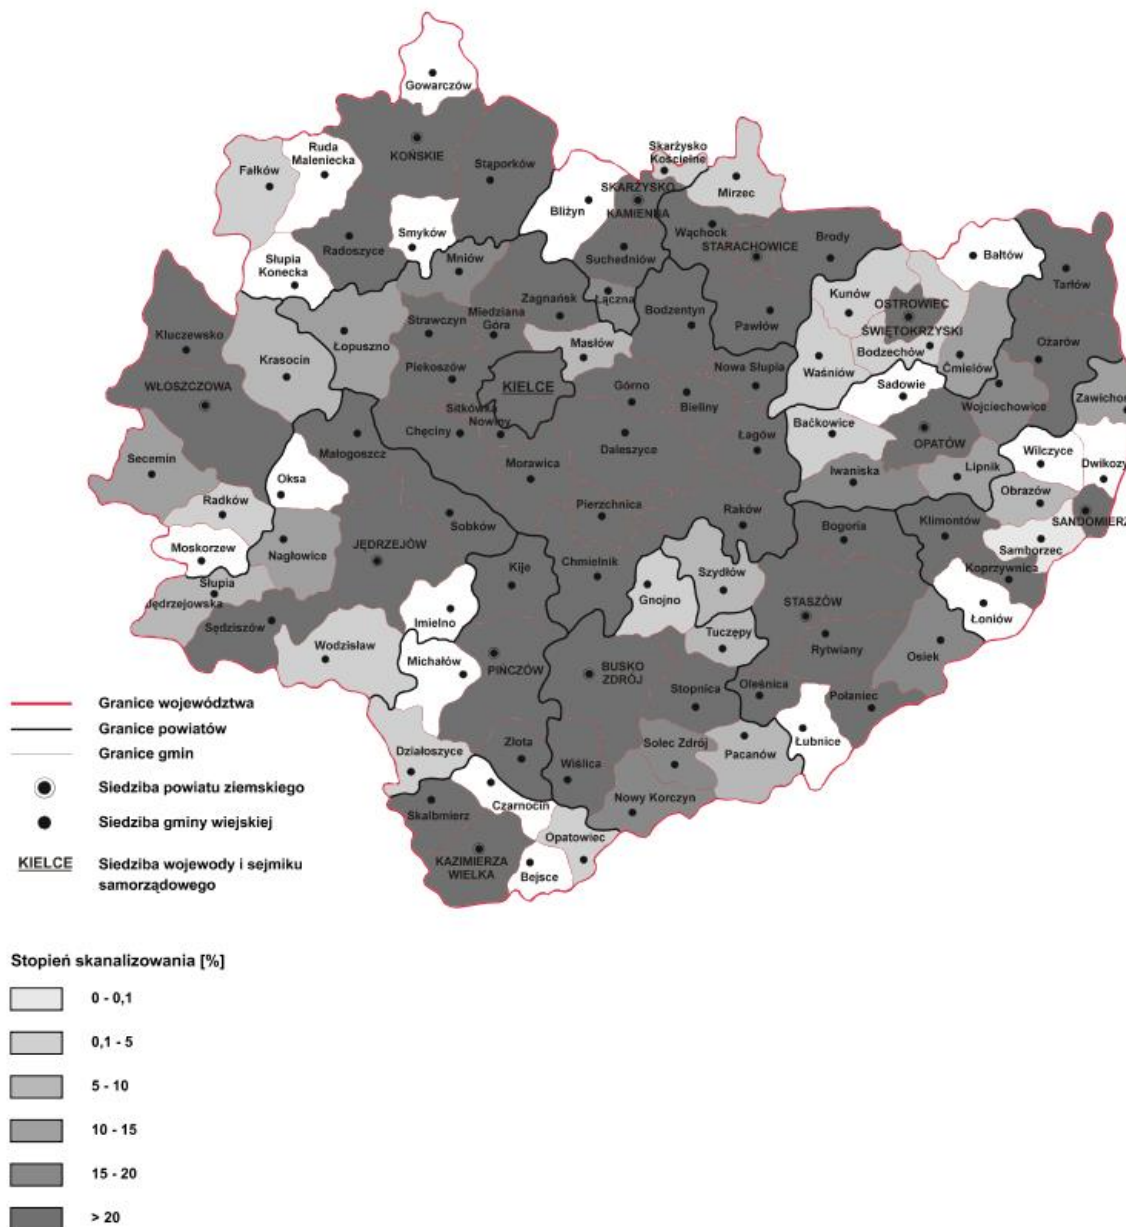 Gowarczów
Ruda
Maleniecka
KOŃSKIE
Stąporków
Fałków
Skarżysko
Kościelne
Mirzec
SKARŻYSKO
KAMIENNA
Bliżyn
Smyków
Radoszyce
Wąchock
STARACHOWICE
Brody
Bałtów
Słupia
Konecka
Mniów
Suchedniów
Tarłów
Kluczewsko
Zagnańsk
Łączna
Bodzentyn
Kunów
OSTROWIEC
ŚWIĘTOKRZYSKI
Strawczyn
Miedziana
Góra
Pawłów
Łopuszno
Krasocin
Masłów
Bodzechów
Ćmielów
Ożarów
Waśniów
Piekoszów
Nowa Słupia
WŁOSZCZOWA
KIELCE
Górno
Bieliny
Sadowie
Wojciechowice
Zawichost
Sitkówka
Nowiny
Chęciny
Baćkowice
OPATÓW
Małogoszcz
Daleszyce
Łagów
Wilczyce
Dwikozy
Secemin
Oksa
Morawica
Iwaniska
Lipnik
Obrazów
Radków
Pierzchnica
Raków
Sobków
Bogoria
Klimontów
SANDOMIERZ
Moskorzew
Nagłowice
JĘDRZEJÓW
Samborzec
Kije
Chmielnik
Szydłów
Koprzywnica
Słupia
Jędrzejowska
Gnojno
STASZÓW
Łoniów
Sędziszów
Imielno
Tuczępy
Rytwiany
Wodzisław
Michałów
PIŃCZÓW
BUSKO
ZDRÓJ
Osiek
Stopnica
Oleśnica
Połaniec
Działoszyce
Złota
Solec Zdrój
Pacanów
Łubnice
Wiślica
Czarnocin
Nowy Korczyn
Skalbmierz
Opatowiec
KAZIMIERZA
WIELKA
Bejsce
Granice województwa
Granice powiatów
Granice gmin
Siedziba powiatu ziemskiego
Siedziba gminy wiejskiej
KIELCE
Siedziba wojewody i sejmiku
samorządowego
Stopień skanalizowania [%]
0 - 0,1
0,1 - 5
5 - 10
10 - 15
15 - 20
> 20